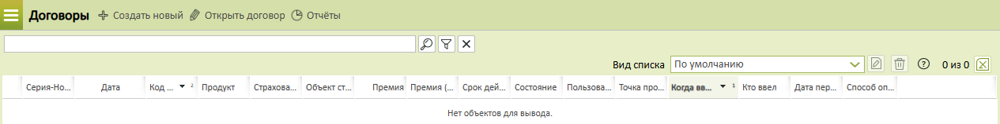 Договоры Создать новый Открыть договор Отчёты
Вид списка По умолчанию ? 0 из 0
Серия-Но... Дата Код ... 2 Продукт Страхова... Объект ст... Премия Премия (... Срок дей... Состояние Пользова... Точка про... Когда вв... 1 Кто ввел Дата пер... Способ оп...
Нет объектов для вывода.